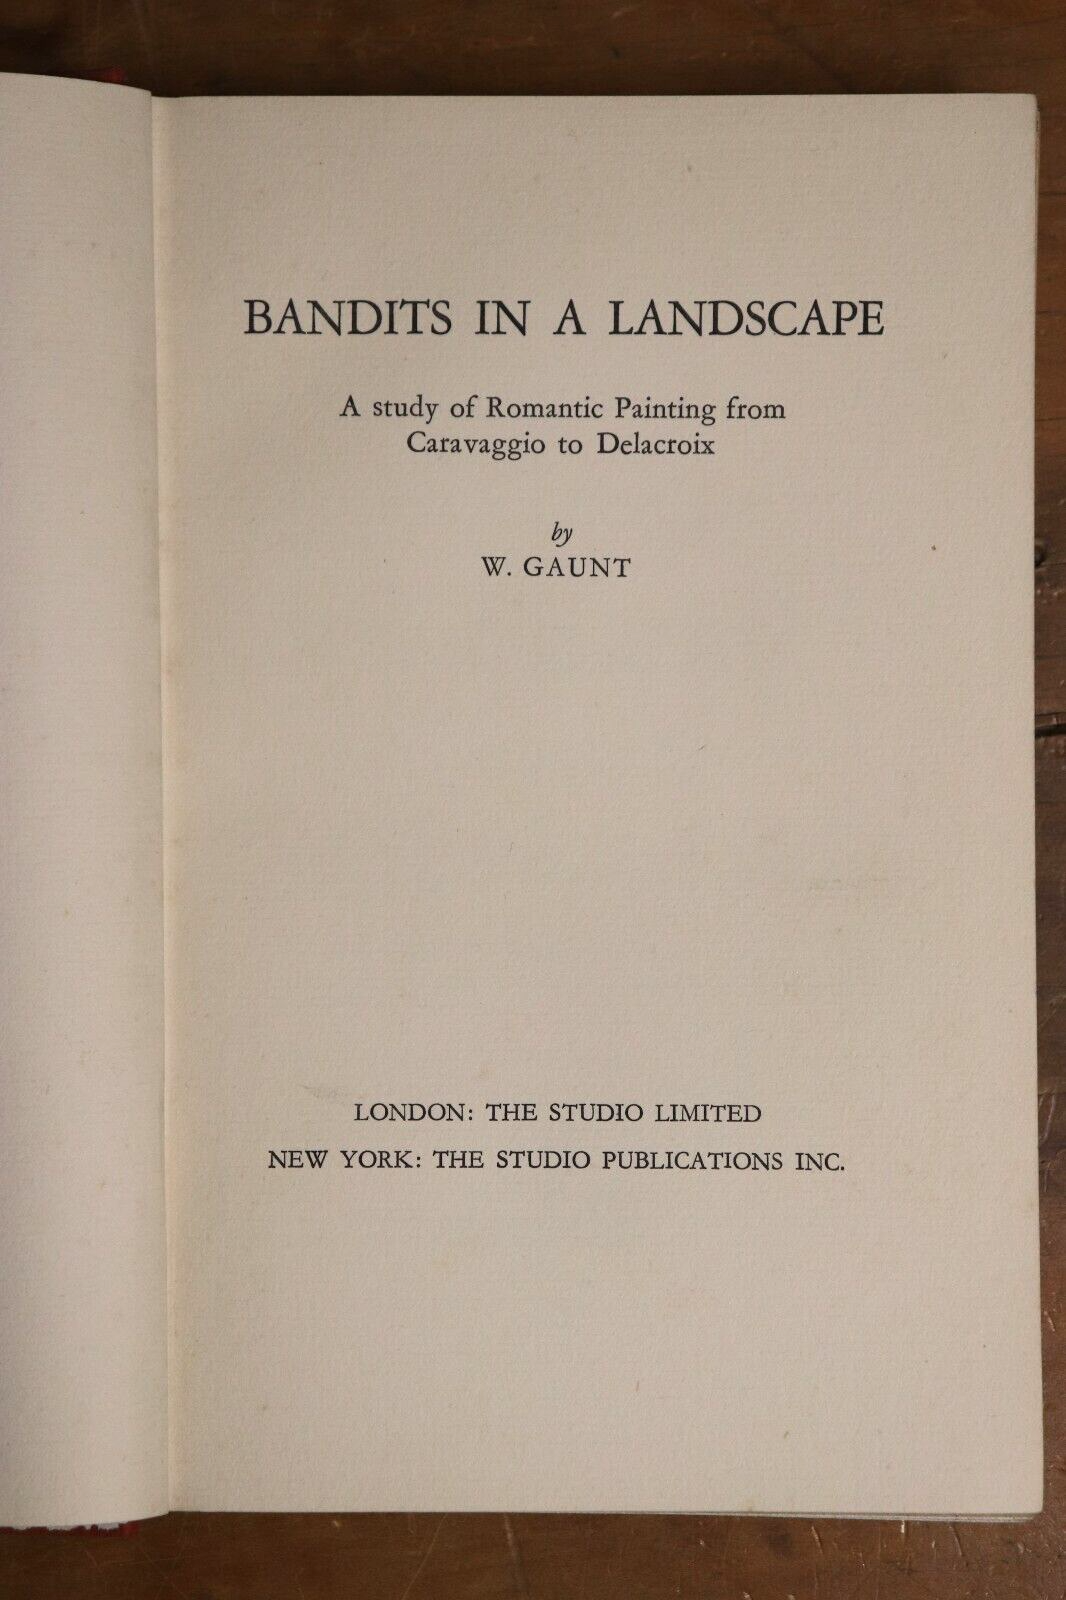 BANDITS IN A LANDSCAPE
A study of Romantic Painting from
Caravaggio to Delacroix
by
W. GAUNT
LONDON: THE STUDIO LIMITED
NEW YORK: THE STUDIO PUBLICATIONS INC.